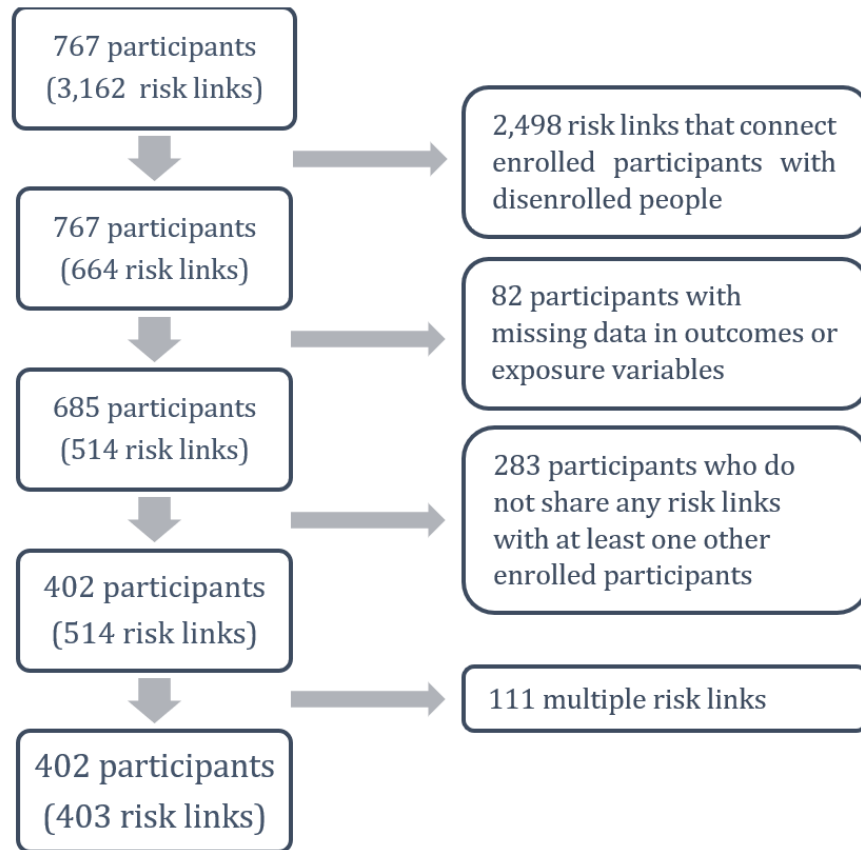 767 participants
(3,162 risk links)
2,498 risk links that connect
enrolled participants with
disenrolled people
767 participants
(664 risk links)
82 participants with
missing data in outcomes or
exposure variables
685 participants
(514 risk links)
283 participants who do
not share any risk links
with at least one other
enrolled participants
402 participants
(514 risk links)
111 multiple risk links
402 participants
(403 risk links)